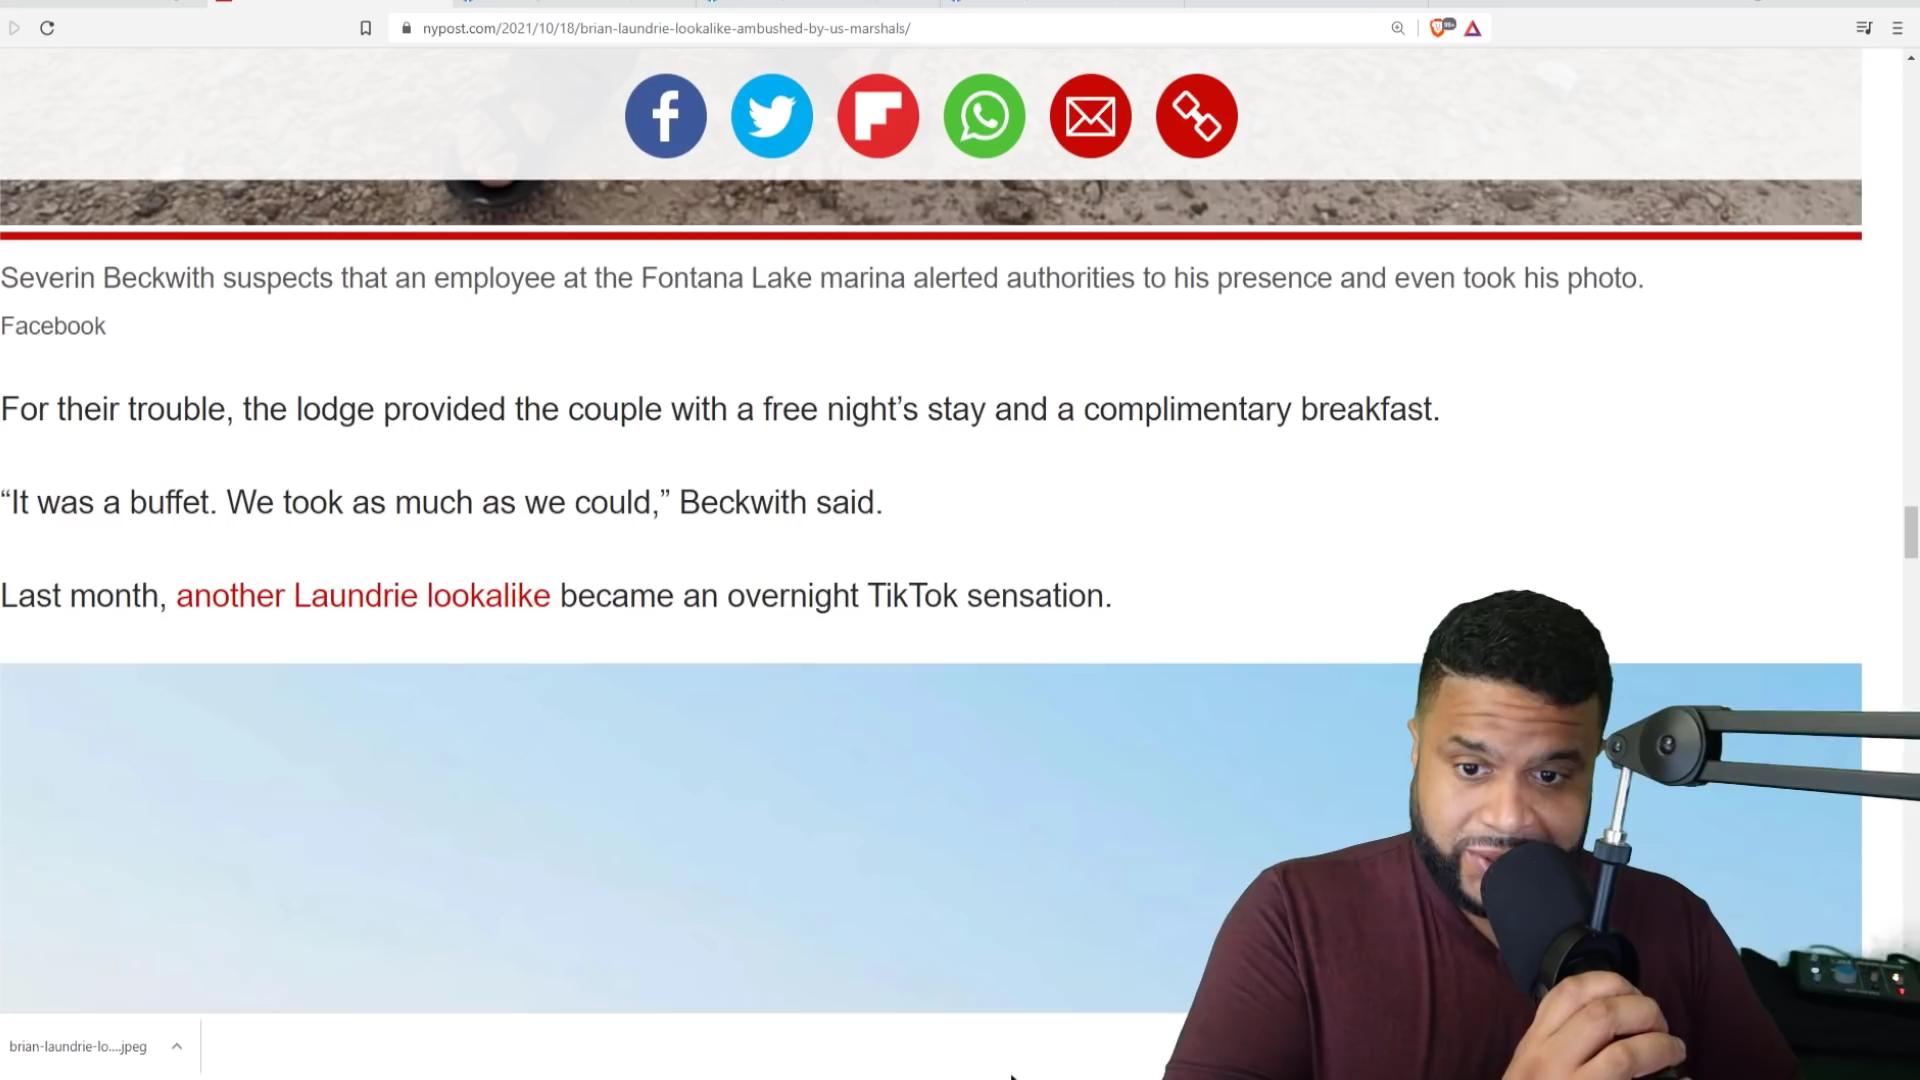 nypost.com/2021/10/18/brian-laundrie-lookalike-ambushed-by-us-marshals/
Severin Beckwith suspects that an employee at the Fontana Lake marina alerted authorities to his presence and even took his photo.
Facebook
For their trouble, the lodge provided the couple with a free night’s stay and a complimentary breakfast.
“It was a buffet. We took as much as we could,” Beckwith said.
Last month, another Laundrie lookalike became an overnight TikTok sensation.
brian-laundrie-lo....jpeg